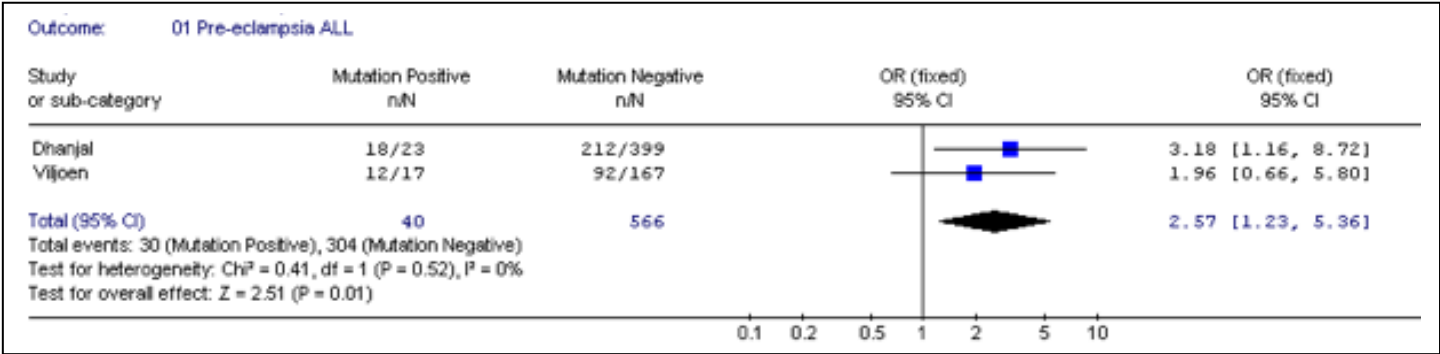 Outcome: 01 Pre-eclampsia ALL
Study Mutation Positive Mutation Negative OR (fixed) OR (fixed)
or sub-category n/N n/N 95% CI 95% CI
Dhanjal 18/23 212/399 3.18 [1.16, 8.72]
Viljoen 12/17 92/167 1.96 [0.66, 5.80]
Total (95% CI) 40 566 2.57 [1.23, 5.36]
Total events: 30 (Mutation Positive), 304 (Mutation Negative)
Test for heterogeneity: Chi² = 0.41, df = 1 (P = 0.52), I² = 0%
Test for overall effect: Z = 2.51 (P = 0.01)
0.1 0.2 0.5 1 2 5 10